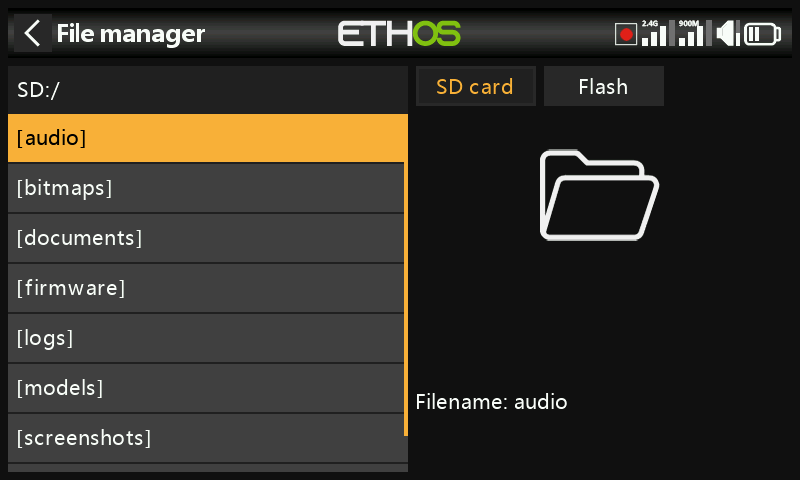 File manager
ETHOS
2.4G
900M
SD:/
SD card
Flash
[audio]
[bitmaps]
[documents]
[firmware]
[logs]
[models]
[screenshots]
Filename: audio